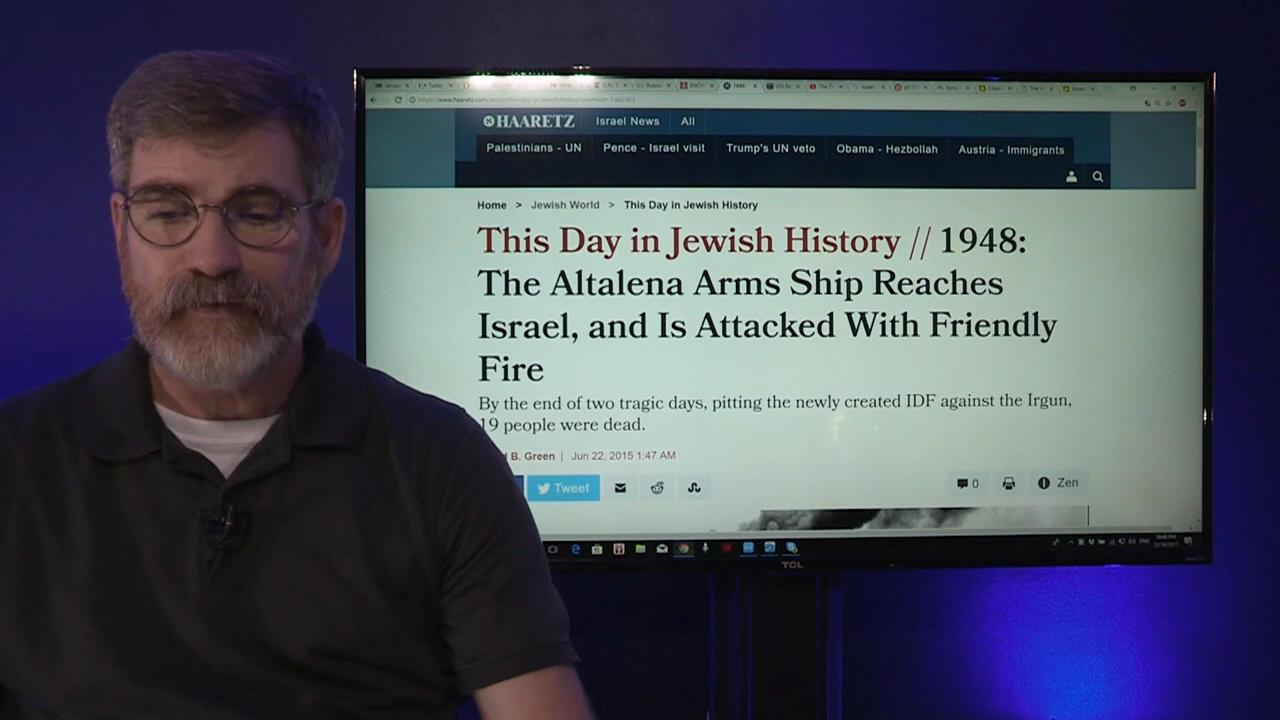 HAARETZ Israel News All
Palestinians - UN Pence - Israel visit Trump's UN veto Obama - Hezbollah Austria - Immigrants
Home > Jewish World > This Day in Jewish History
This Day in Jewish History // 1948:
The Altalena Arms Ship Reaches
Israel, and Is Attacked With Friendly
Fire
By the end of two tragic days, pitting the newly created IDF against the Irgun,
19 people were dead.
B. Green | Jun 22, 2015 1:47 AM
Tweet 0 Zen
TCL